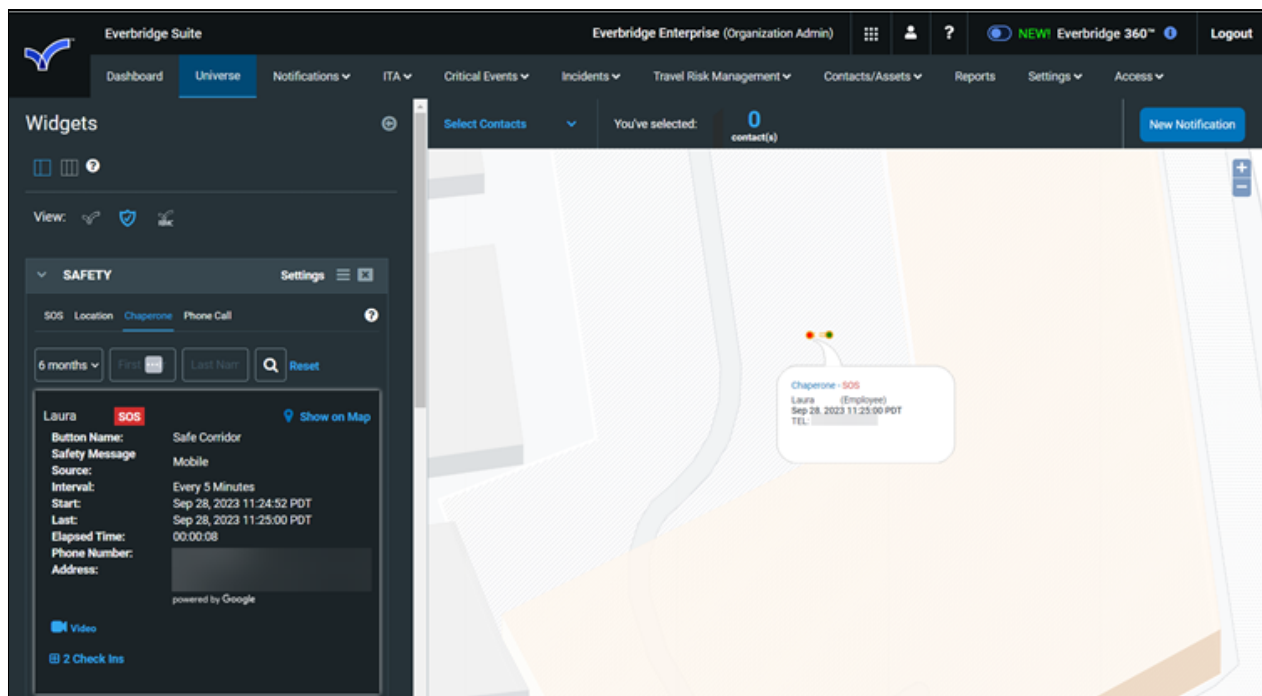 Everbridge Suite
Everbridge Enterprise (Organization Admin)
?
NEW! Everbridge 360™
Logout
Dashboard
Universe
Notifications
ITA
Critical Events
Incidents
Travel Risk Management
Contacts/Assets
Reports
Settings
Access
Widgets
Select Contacts
You've selected:
0
contact(s)
New Notification
?
View:
SAFETY
Settings
SOS
Location
Chaperone
Phone Call
?
6 months
First
Last Nam
Reset
Laura
SOS
Show on Map
Button Name: Safe Corridor
Safety Message
Source: Mobile
Interval: Every 5 Minutes
Start: Sep 28, 2023 11:24:52 PDT
Last: Sep 28, 2023 11:25:00 PDT
Elapsed Time: 00:00:08
Phone Number:
Address:
powered by Google
Video
2 Check Ins
+
−
Chaperone - SOS
Laura (Employee)
Sep 28, 2023 11:25:00 PDT
TEL: